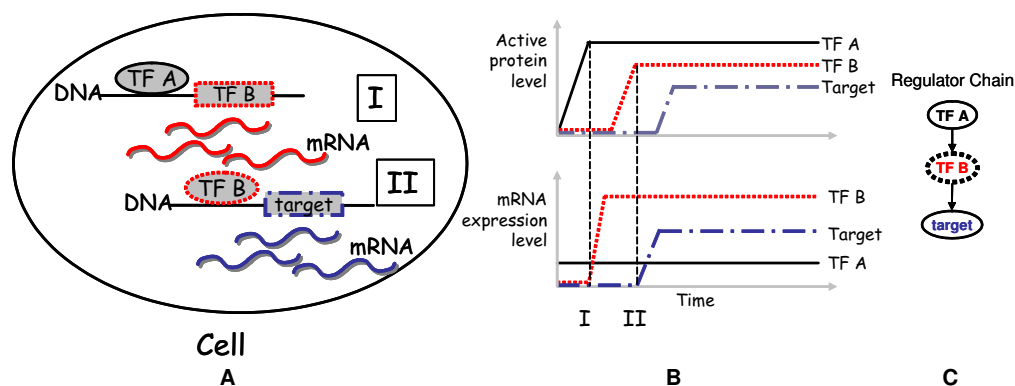 TF A
DNA
TF B
I
mRNA
II
TF B
DNA
target
mRNA
Cell
A
Active
protein
level
TF A
TF B
Target
mRNA
expression
level
TF B
Target
TF A
Time
I
II
B
Regulator Chain
TF A
TF B
target
C